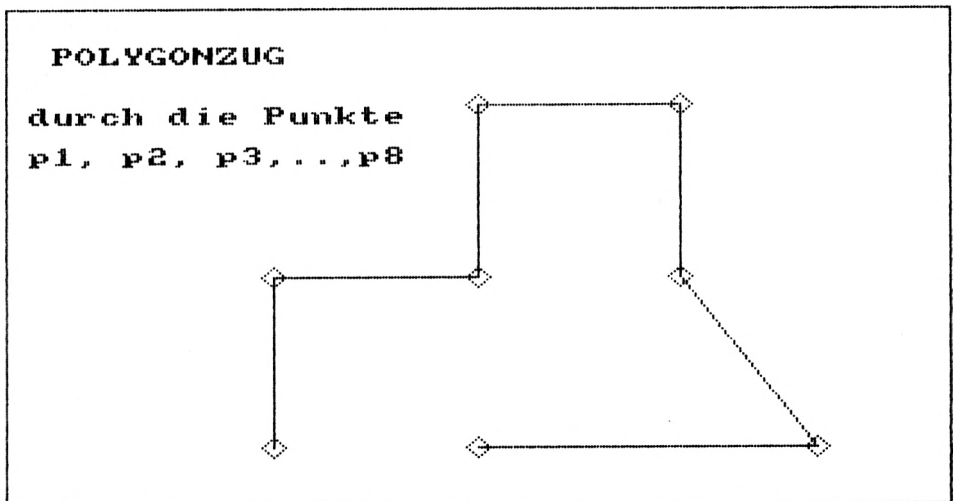 POLYGONZUG
durch die Punkte
p1, p2, p3,..,p8